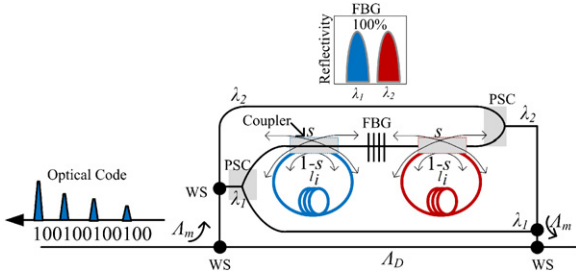 FBG
100%
Reflectivity
λ1 λ2
λ2
PSC
λ2
Coupler
s
FBG
s
1-s
li
1-s
li
Optical Code
PSC
WS
λ1
λ1
Λm
Λm
100100100100
ΛD
WS
WS